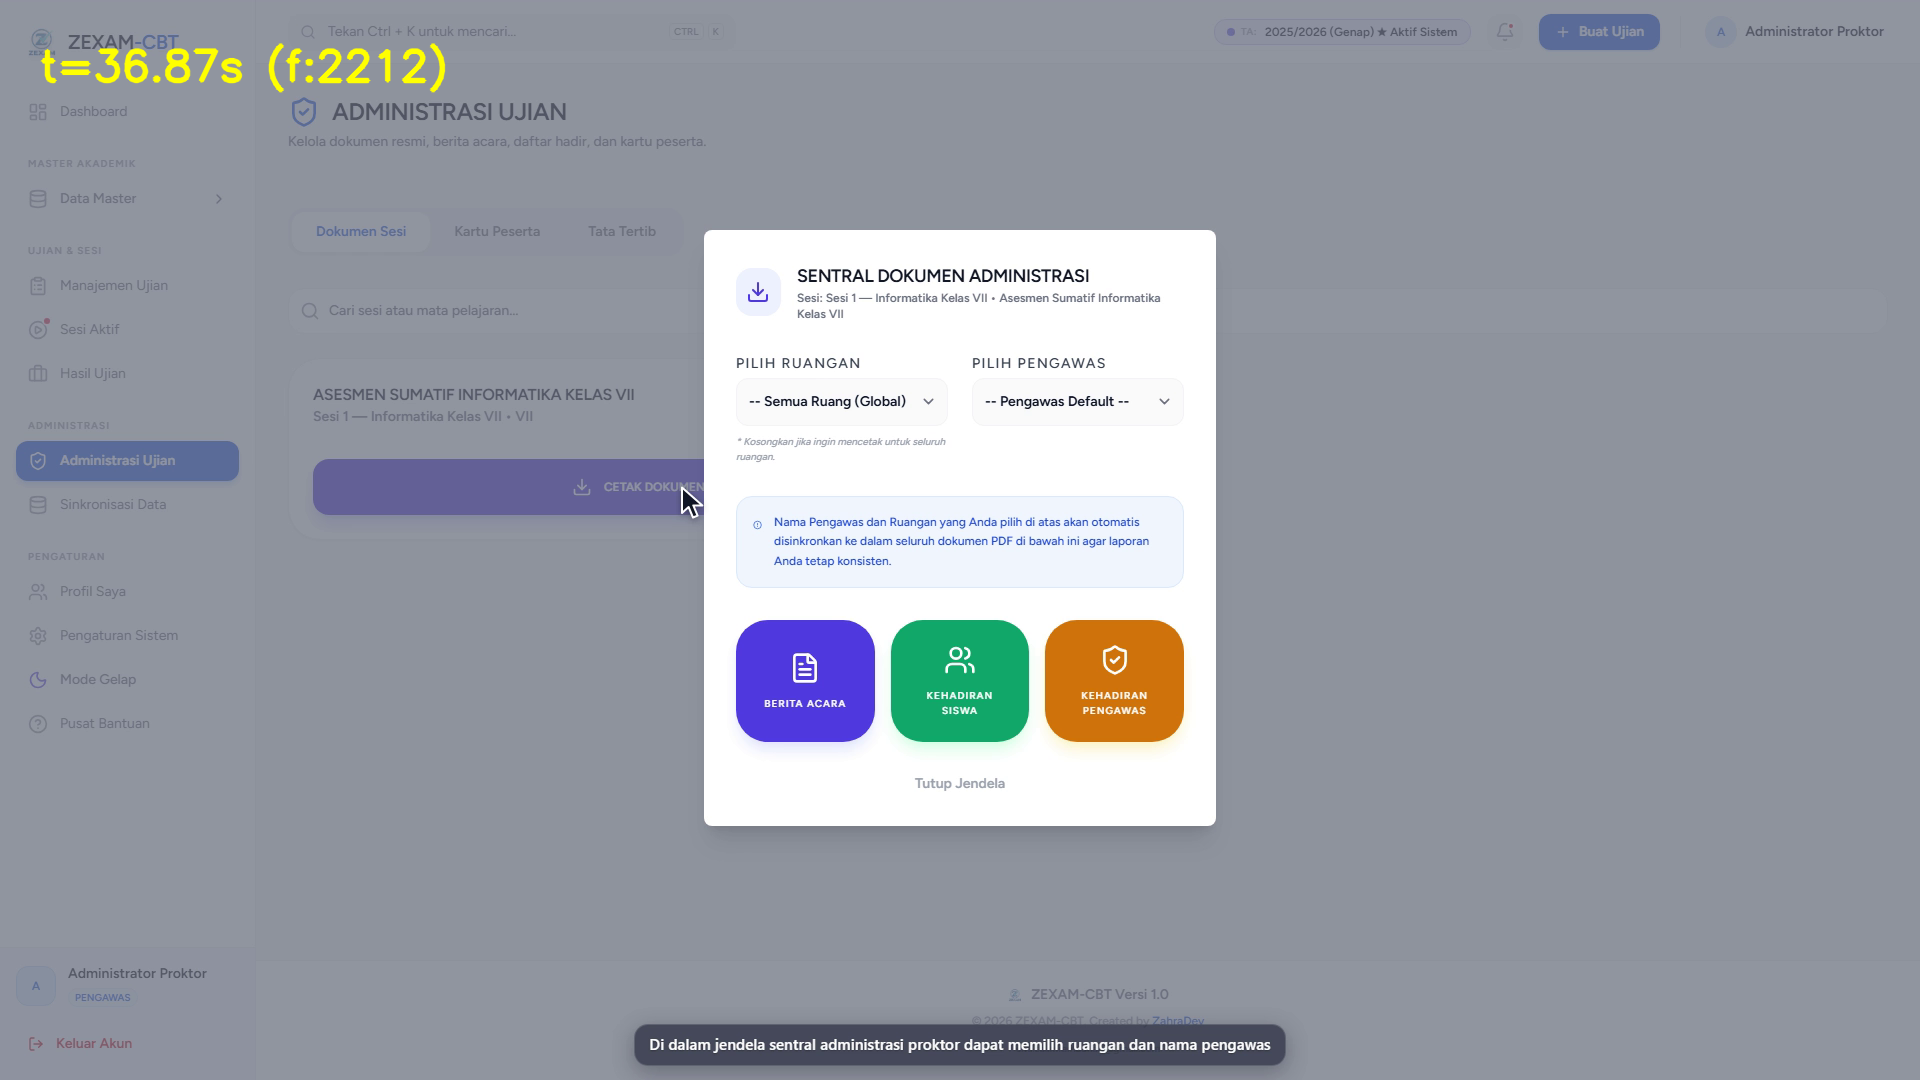 ZEXAM-CBT
t=36.87s (f:2212)
Tekan Ctrl + K untuk mencari...
CTRL K
TA: 2025/2026 (Genap) ★ Aktif Sistem
+ Buat Ujian
A Administrator Proktor
Dashboard
MASTER AKADEMIK
Data Master
UJIAN & SESI
Manajemen Ujian
Sesi Aktif
Hasil Ujian
ADMINISTRASI
Administrasi Ujian
Sinkronisasi Data
PENGATURAN
Profil Saya
Pengaturan Sistem
Mode Gelap
Pusat Bantuan
A Administrator Proktor
PENGAWAS
Keluar Akun
ADMINISTRASI UJIAN
Kelola dokumen resmi, berita acara, daftar hadir, dan kartu peserta.
Dokumen Sesi Kartu Peserta Tata Tertib
Cari sesi atau mata pelajaran...
ASESMEN SUMATIF INFORMATIKA KELAS VII
Sesi 1 — Informatika Kelas VII • VII
CETAK DOKUMEN
SENTRAL DOKUMEN ADMINISTRASI
Sesi: Sesi 1 — Informatika Kelas VII • Asesmen Sumatif Informatika
Kelas VII
PILIH RUANGAN PILIH PENGAWAS
-- Semua Ruang (Global) -- Pengawas Default --
* Kosongkan jika ingin mencetak untuk seluruh
ruangan.
Nama Pengawas dan Ruangan yang Anda pilih di atas akan otomatis
disinkronkan ke dalam seluruh dokumen PDF di bawah ini agar laporan
Anda tetap konsisten.
BERITA ACARA
KEHADIRAN
SISWA
KEHADIRAN
PENGAWAS
Tutup Jendela
ZEXAM-CBT Versi 1.0
© 2026 ZEXAM-CBT. Created by ZahraDev
Di dalam jendela sentral administrasi proktor dapat memilih ruangan dan nama pengawas